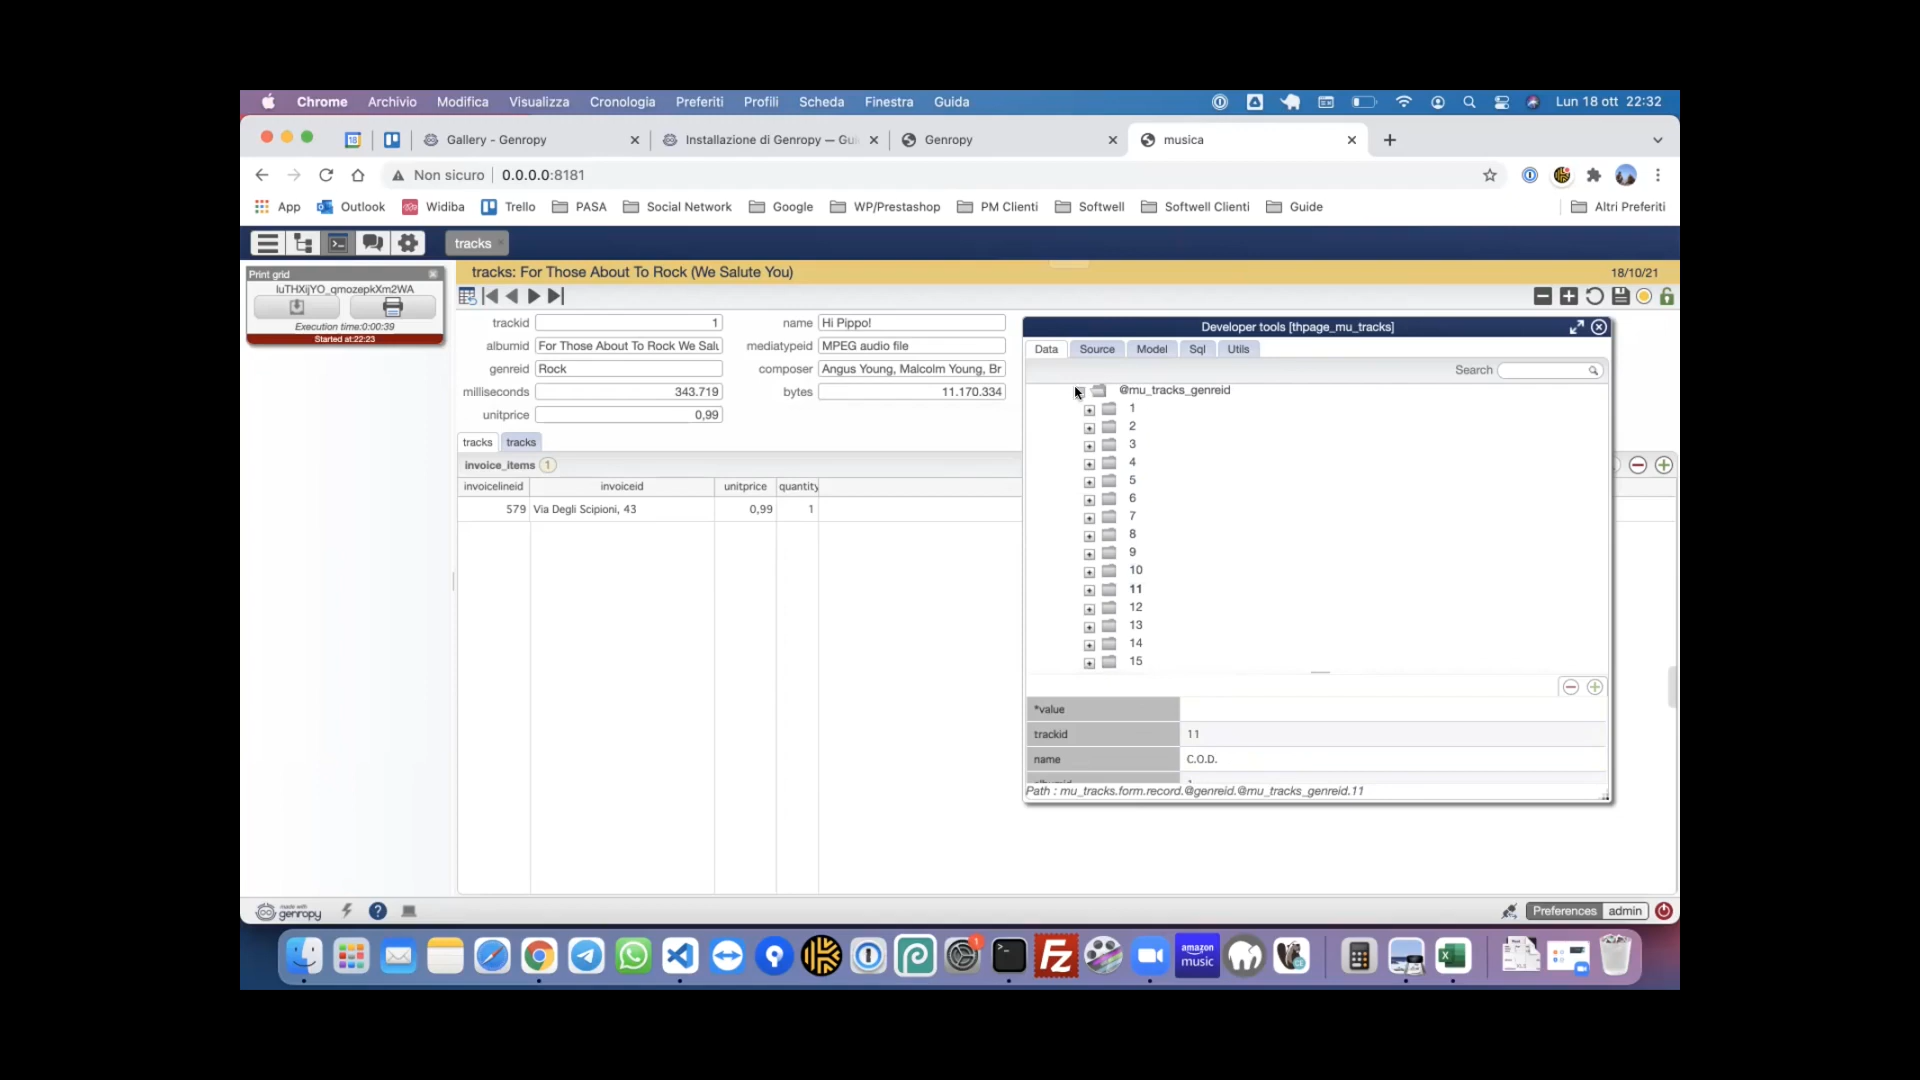 Chrome Archivio Modifica Visualizza Cronologia Preferiti Profili Scheda Finestra Guida Lun 18 ott 22:32
18 Gallery - Genropy Installazione di Genropy — Gu Genropy musica
Non sicuro 0.0.0.0:8181
App Outlook Widiba Trello PASA Social Network Google WP/Prestashop PM Clienti Softwell Softwell Clienti Guide Altri Preferiti
tracks
Print grid
tracks: For Those About To Rock (We Salute You) 18/10/21
Execution time:0:00:39
Started at:22:23
trackid 1 name Hi Pippo!
albumid For Those About To Rock We Salu mediatypeid MPEG audio file
genreid Rock composer Angus Young, Malcolm Young, Br
milliseconds 343.719 bytes 11.170.334
unitprice 0,99
tracks tracks
invoice_items 1
invoicelineid invoiceid unitprice quantity
579 Via Degli Scipioni, 43 0,99 1
Developer tools [thpage_mu_tracks]
Data Source Model Sql Utils
Search
@mu_tracks_genreid
1
2
3
4
5
6
7
8
9
10
11
12
13
14
15
*value
trackid 11
name C.O.D.
Path : mu_tracks.form.record.@genreid.@mu_tracks_genreid.11
made with
genropy
Preferences admin
1
amazon
music